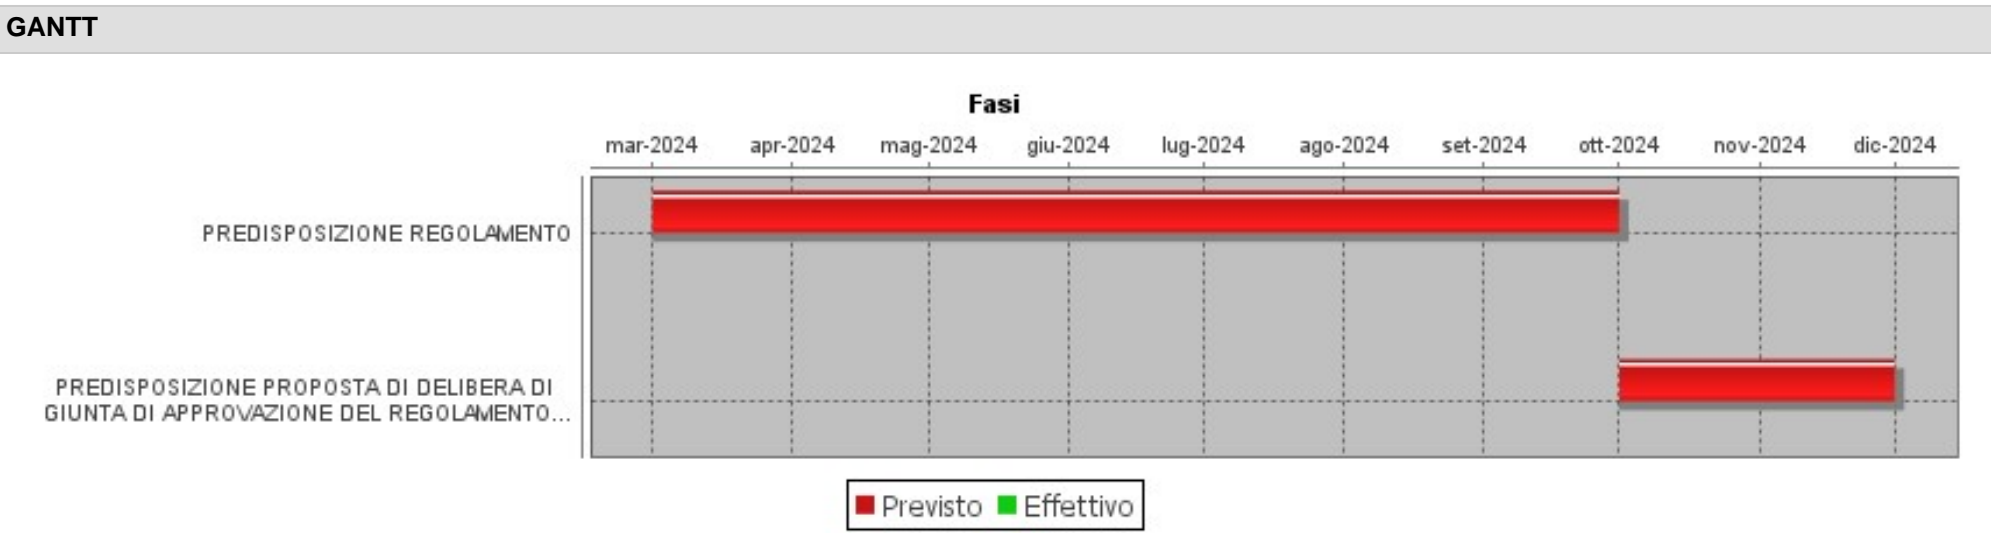 GANTT
Fasi
mar-2024 apr-2024 mag-2024 giu-2024 lug-2024 ago-2024 set-2024 ott-2024 nov-2024 dic-2024
PREDISPOSIZIONE REGOLAMENTO
PREDISPOSIZIONE PROPOSTA DI DELIBERA DI
GIUNTA DI APPROVAZIONE DEL REGOLAMENTO...
Previsto Effettivo